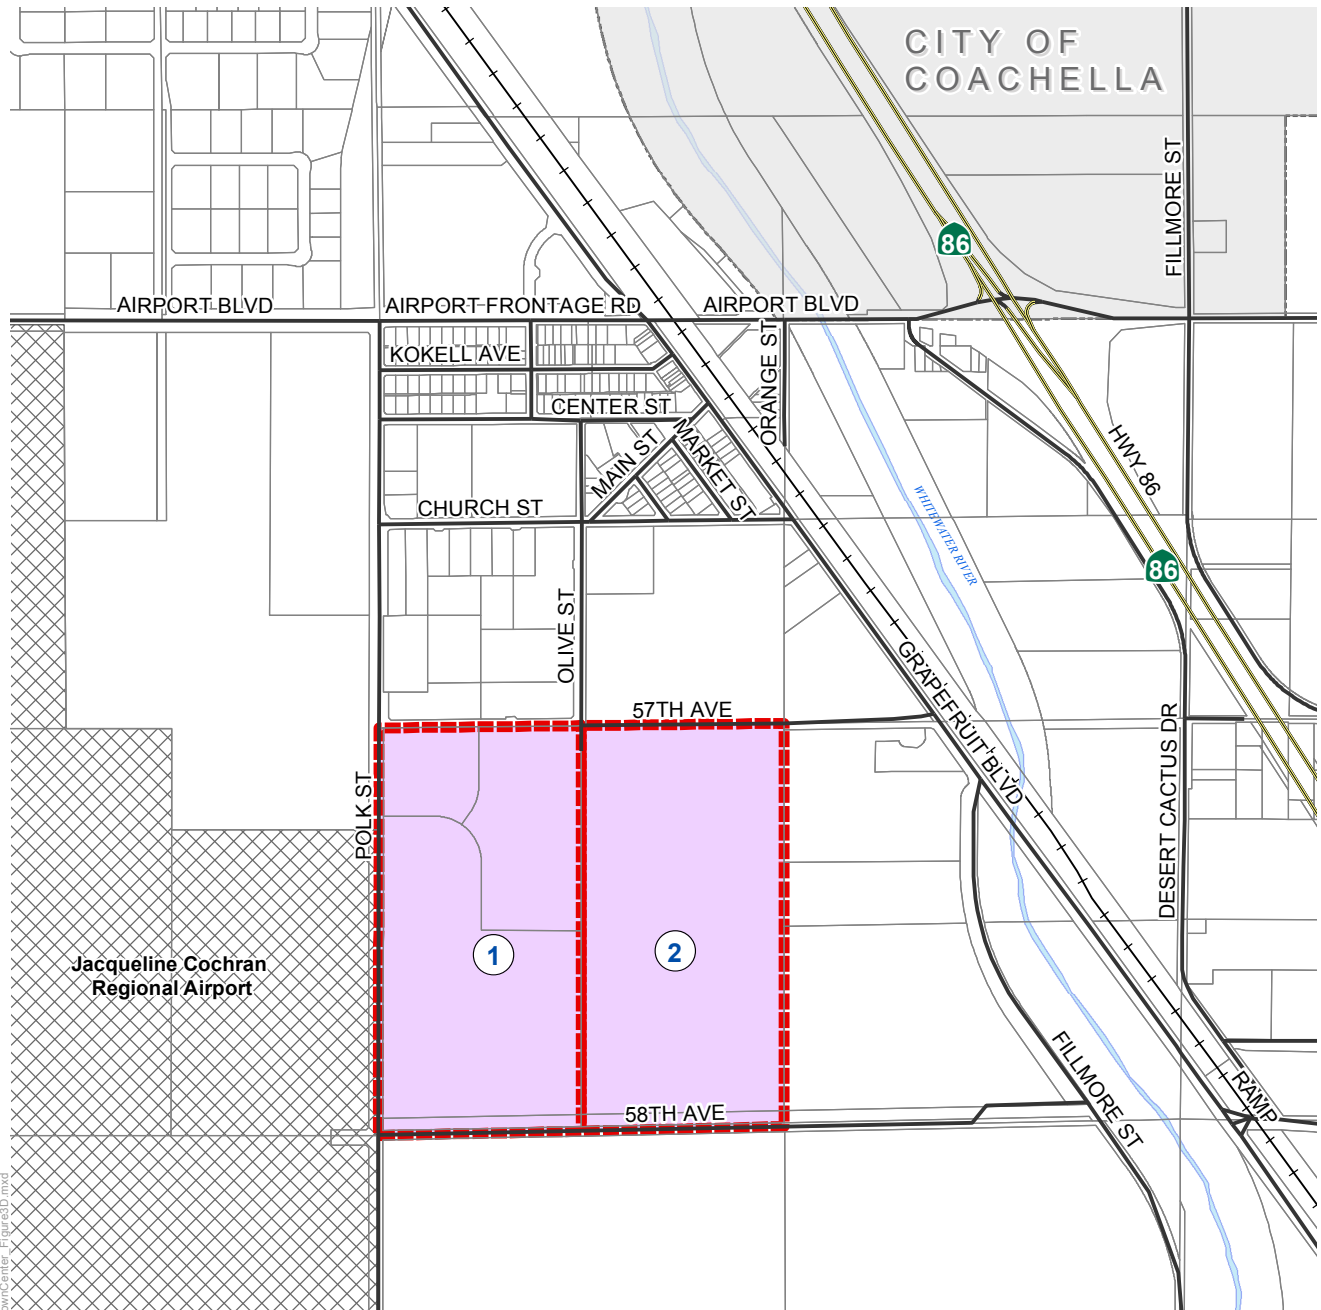 CITY OF
COACHELLA
FILLMORE ST
86
AIRPORT BLVD
AIRPORT FRONTAGE RD
AIRPORT BLVD
KOKELL AVE
ORANGE ST
CENTER ST
MAIN ST
MARKET ST
HWY 86
CHURCH ST
WHITEWATER RIVER
86
OLIVE ST
GRAPEFRUIT BLVD
57TH AVE
DESERT CACTUS DR
POLK ST
1
2
Jacqueline Cochran
Regional Airport
FILLMORE ST
RAMP
58TH AVE